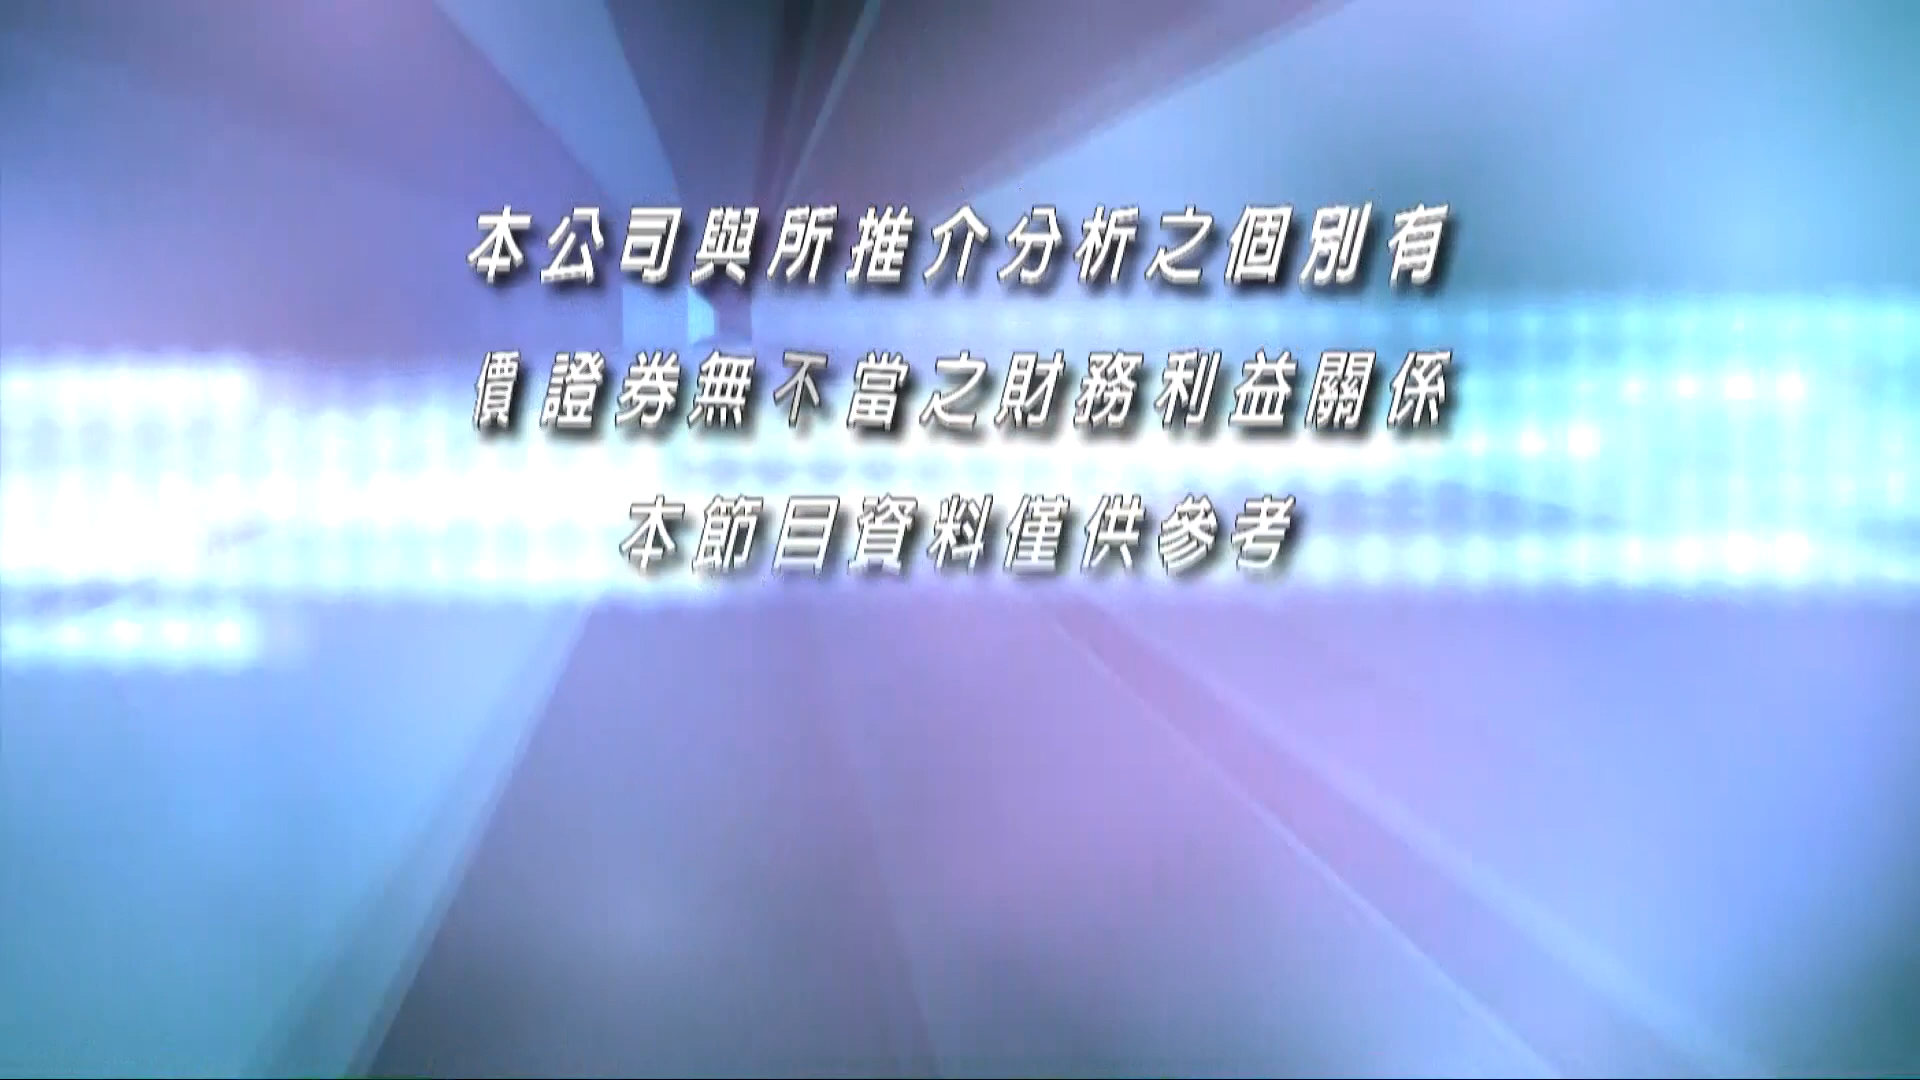 本公司與所推介分析之個別有
價證券無不當之財務利益關係
本節目資料僅供參考